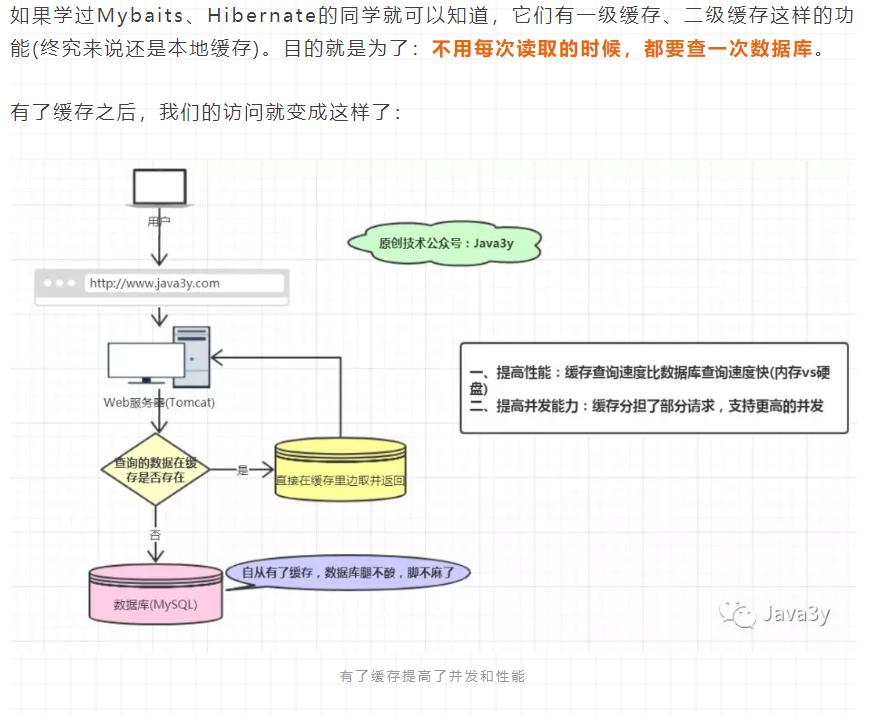 如果学过Mybaits、Hibernate的同学就可以知道，它们有一级缓存、二级缓存这样的功
能(终究来说还是本地缓存)。目的就是为了：不用每次读取的时候，都要查一次数据库。
有了缓存之后，我们的访问就变成这样了：
用户
原创技术公众号：Java3y
http://www.java3y.com
Web服务器(Tomcat)
一、提高性能：缓存查询速度比数据库查询速度快(内存vs硬
盘)
二、提高并发能力：缓存分担了部分请求，支持更高的并发
查询的数据在缓
存是否存在
是
直接在缓存里边取并返回
否
自从有了缓存，数据库腿不酸，脚不麻了
数据库(MySQL)
Java3y
有了缓存提高了并发和性能